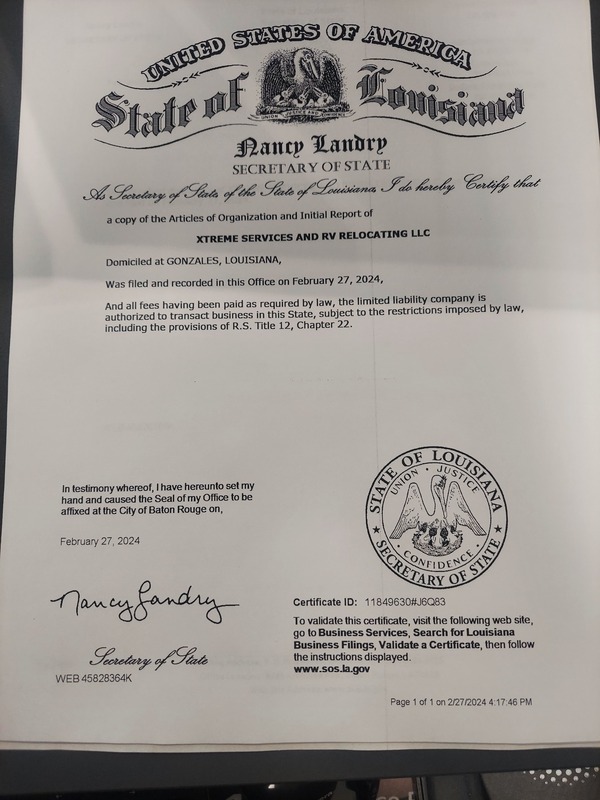 UNITED STATES OF AMERICA
State of Louisiana
UNION JUSTICE AND CONFIDENCE
Nancy Landry
SECRETARY OF STATE
As Secretary of State, of the State of Louisiana, I do hereby Certify that
a copy of the Articles of Organization and Initial Report of
XTREME SERVICES AND RV RELOCATING LLC
Domiciled at GONZALES, LOUISIANA,
Was filed and recorded in this Office on February 27, 2024,
And all fees having been paid as required by law, the limited liability company is
authorized to transact business in this State, subject to the restrictions imposed by law,
including the provisions of R.S. Title 12, Chapter 22.
In testimony whereof, I have hereunto set my
hand and caused the Seal of my Office to be
affixed at the City of Baton Rouge on,
February 27, 2024
STATE OF LOUISIANA
UNION · JUSTICE
· CONFIDENCE ·
★ SECRETARY OF STATE ★
Nancy Landry
Secretary of State
WEB 45828364K
Certificate ID: 11849630#J6Q83
To validate this certificate, visit the following web site,
go to Business Services, Search for Louisiana
Business Filings, Validate a Certificate, then follow
the instructions displayed.
www.sos.la.gov
Page 1 of 1 on 2/27/2024 4:17:46 PM